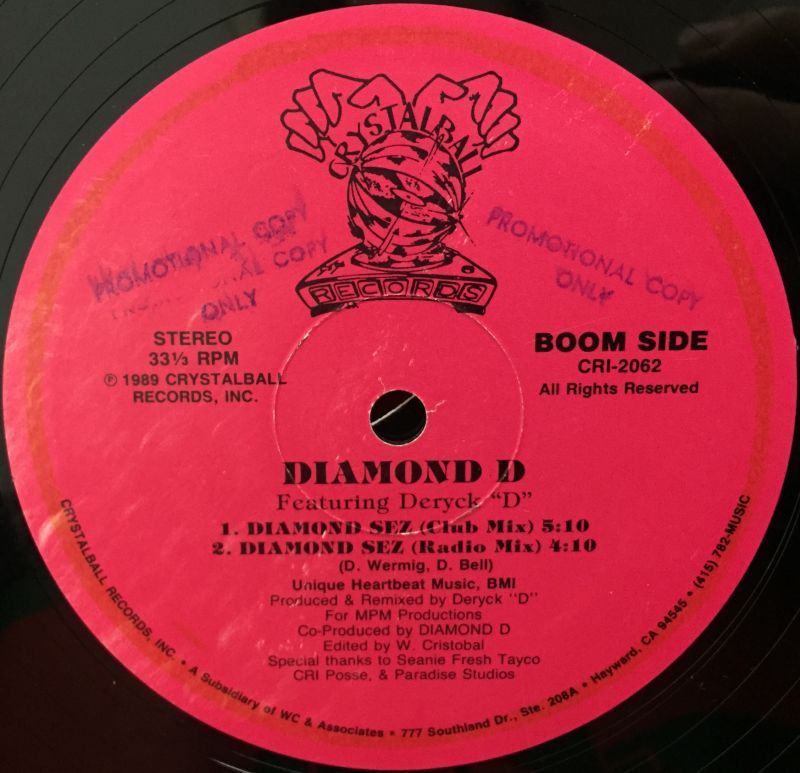 CRYSTALBALL
RECORDS
PROMOTIONAL COPY
PROMOTIONAL COPY
ONLY
PROMOTIONAL COPY
ONLY
STEREO
33⅓ RPM
℗ 1989 CRYSTALBALL
RECORDS, INC.
BOOM SIDE
CRI-2062
All Rights Reserved
DIAMOND D
Featuring Deryck "D"
1. DIAMOND SEZ (Club Mix) 5:10
2. DIAMOND SEZ (Radio Mix) 4:10
(D. Wermig, D. Bell)
Unique Heartbeat Music, BMI
Produced & Remixed by Deryck "D"
For MPM Productions
Co-Produced by DIAMOND D
Edited by W. Cristobal
Special thanks to Seanie Fresh Tayco
CRI Posse, & Paradise Studios
CRYSTALBALL RECORDS, INC. • A Subsidiary of WC & Associates • 777 Southland Dr., Ste. 208A • Hayward, CA 94545 • (415) 782-MUSIC